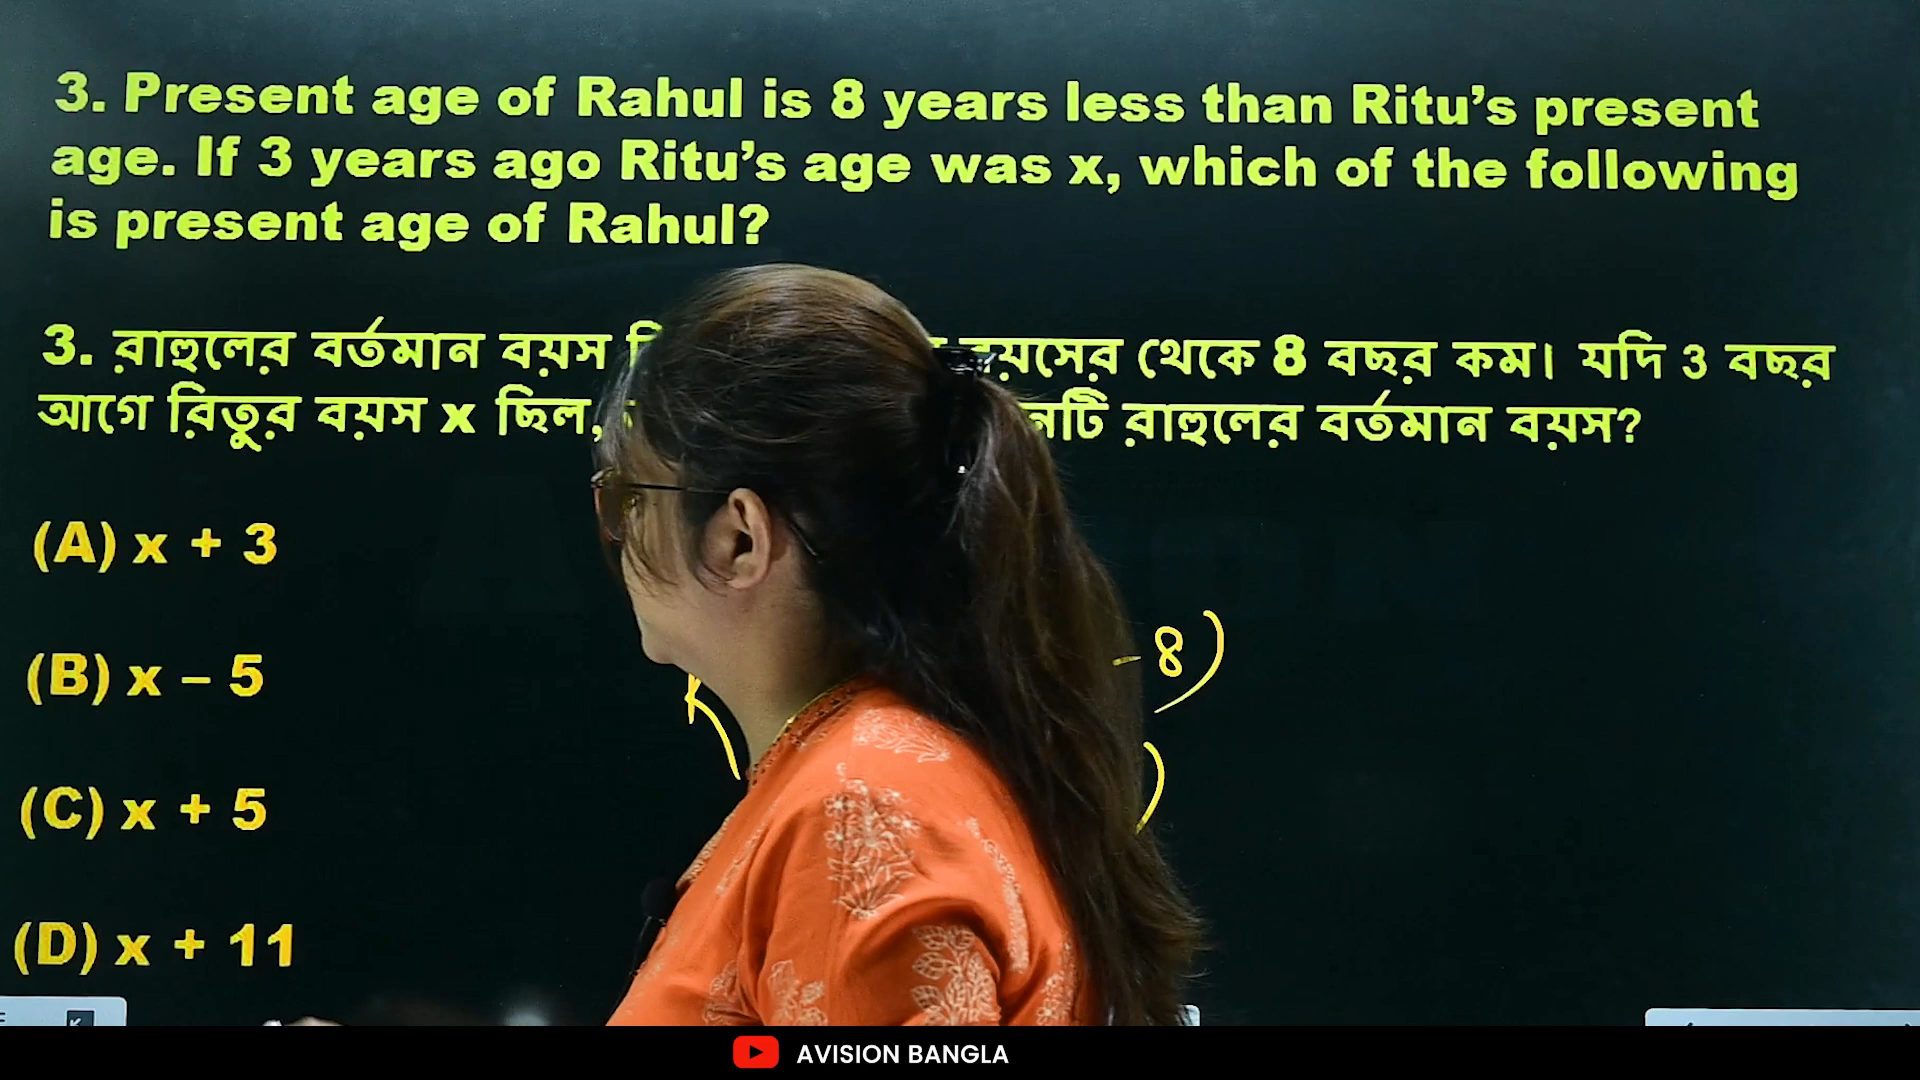 3. Present age of Rahul is 8 years less than Ritu’s present
age. If 3 years ago Ritu’s age was x, which of the following
is present age of Rahul?
3. রাহুলের বর্তমান বয়স বয়সের থেকে 8 বছর কম। যদি 3 বছর
আগে রিতুর বয়স x ছিল, রাহুলের বর্তমান বয়স?
(A) x + 3
(B) x – 5
- 8)
(C) x + 5
)
(D) x + 11
AVISION BANGLA